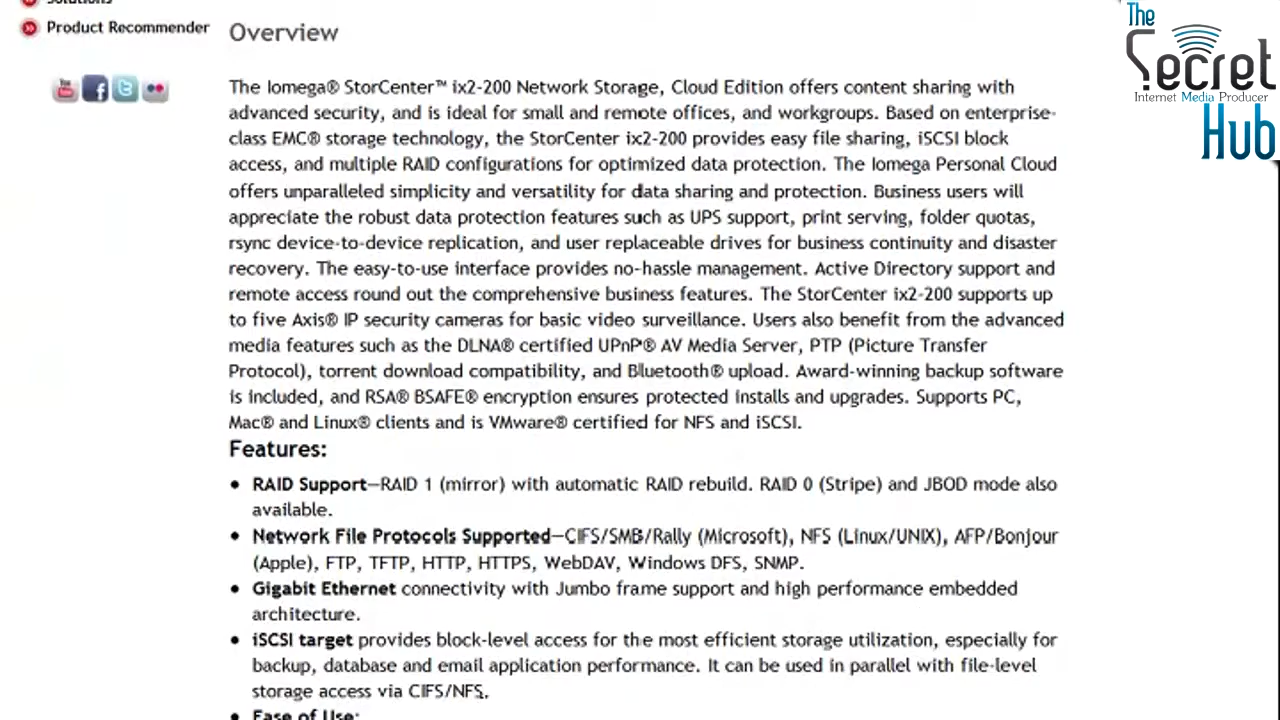 Solutions
Product Recommender
Overview
The Iomega® StorCenter™ ix2-200 Network Storage, Cloud Edition offers content sharing with
advanced security, and is ideal for small and remote offices, and workgroups. Based on enterprise-
class EMC® storage technology, the StorCenter ix2-200 provides easy file sharing, iSCSI block
access, and multiple RAID configurations for optimized data protection. The Iomega Personal Cloud
offers unparalleled simplicity and versatility for data sharing and protection. Business users will
appreciate the robust data protection features such as UPS support, print serving, folder quotas,
rsync device-to-device replication, and user replaceable drives for business continuity and disaster
recovery. The easy-to-use interface provides no-hassle management. Active Directory support and
remote access round out the comprehensive business features. The StorCenter ix2-200 supports up
to five Axis® IP security cameras for basic video surveillance. Users also benefit from the advanced
media features such as the DLNA® certified UPnP® AV Media Server, PTP (Picture Transfer
Protocol), torrent download compatibility, and Bluetooth® upload. Award-winning backup software
is included, and RSA® BSAFE® encryption ensures protected installs and upgrades. Supports PC,
Mac® and Linux® clients and is VMware® certified for NFS and iSCSI.
Features:
• RAID Support—RAID 1 (mirror) with automatic RAID rebuild. RAID 0 (Stripe) and JBOD mode also
available.
• Network File Protocols Supported—CIFS/SMB/Rally (Microsoft), NFS (Linux/UNIX), AFP/Bonjour
(Apple), FTP, TFTP, HTTP, HTTPS, WebDAV, Windows DFS, SNMP.
• Gigabit Ethernet connectivity with Jumbo frame support and high performance embedded
architecture.
• iSCSI target provides block-level access for the most efficient storage utilization, especially for
backup, database and email application performance. It can be used in parallel with file-level
storage access via CIFS/NFS.
• Ease of Use:
The
Secret
Internet Media Producer
Hub